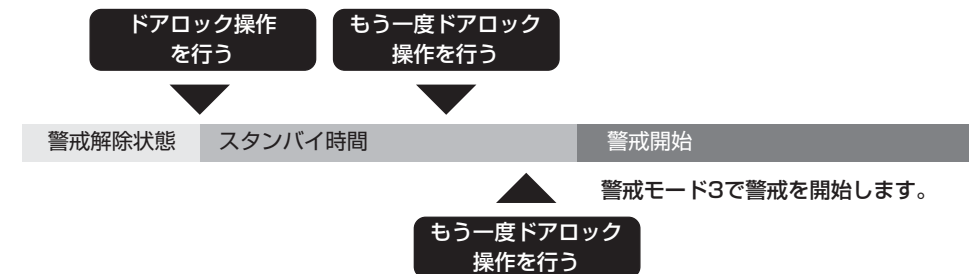 ドアロック操作
を行う
もう一度ドアロック
操作を行う
警戒解除状態
スタンバイ時間
警戒開始
警戒モード3で警戒を開始します。
もう一度ドアロック
操作を行う